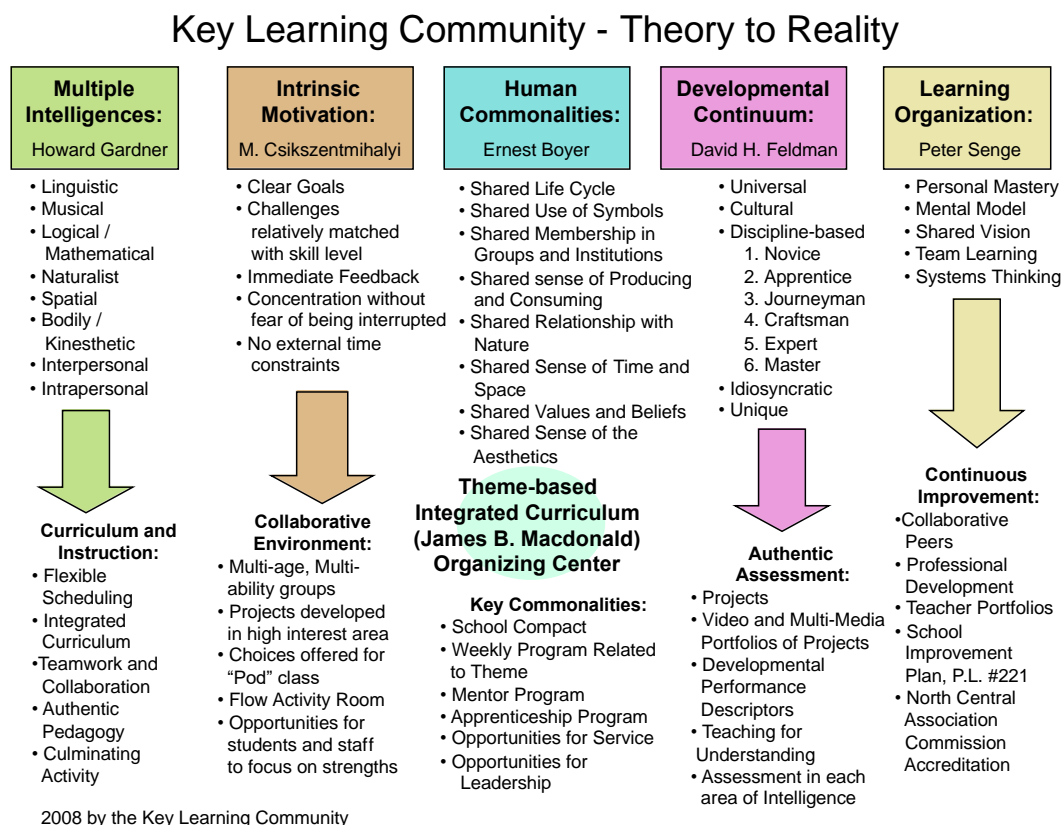 Key Learning Community - Theory to Reality
Multiple
Intelligences:
Howard Gardner
• Linguistic
• Musical
• Logical /
Mathematical
• Naturalist
• Spatial
• Bodily /
Kinesthetic
• Interpersonal
• Intrapersonal
Curriculum and
Instruction:
• Flexible
Scheduling
• Integrated
Curriculum
•Teamwork and
Collaboration
• Authentic
Pedagogy
• Culminating
Activity
Intrinsic
Motivation:
M. Csikszentmihalyi
• Clear Goals
• Challenges
relatively matched
with skill level
• Immediate Feedback
• Concentration without
fear of being interrupted
• No external time
constraints
Collaborative
Environment:
• Multi-age, Multi-
ability groups
• Projects developed
in high interest area
• Choices offered for
“Pod” class
• Flow Activity Room
• Opportunities for
students and staff
to focus on strengths
Human
Commonalities:
Ernest Boyer
• Shared Life Cycle
• Shared Use of Symbols
• Shared Membership in
Groups and Institutions
• Shared sense of Producing
and Consuming
• Shared Relationship with
Nature
• Shared Sense of Time and
Space
• Shared Values and Beliefs
• Shared Sense of the
Aesthetics
Theme-based
Integrated Curriculum
(James B. Macdonald)
Organizing Center
Key Commonalities:
• School Compact
• Weekly Program Related
to Theme
• Mentor Program
• Apprenticeship Program
• Opportunities for Service
• Opportunities for
Leadership
Developmental
Continuum:
David H. Feldman
• Universal
• Cultural
• Discipline-based
1. Novice
2. Apprentice
3. Journeyman
4. Craftsman
5. Expert
6. Master
• Idiosyncratic
• Unique
Authentic
Assessment:
• Projects
• Video and Multi-Media
Portfolios of Projects
• Developmental
Performance
Descriptors
• Teaching for
Understanding
• Assessment in each
area of Intelligence
Learning
Organization:
Peter Senge
• Personal Mastery
• Mental Model
• Shared Vision
• Team Learning
• Systems Thinking
Continuous
Improvement:
•Collaborative
Peers
• Professional
Development
• Teacher Portfolios
• School
Improvement
Plan, P.L. #221
• North Central
Association
Commission
Accreditation
2008 by the Key Learning Community